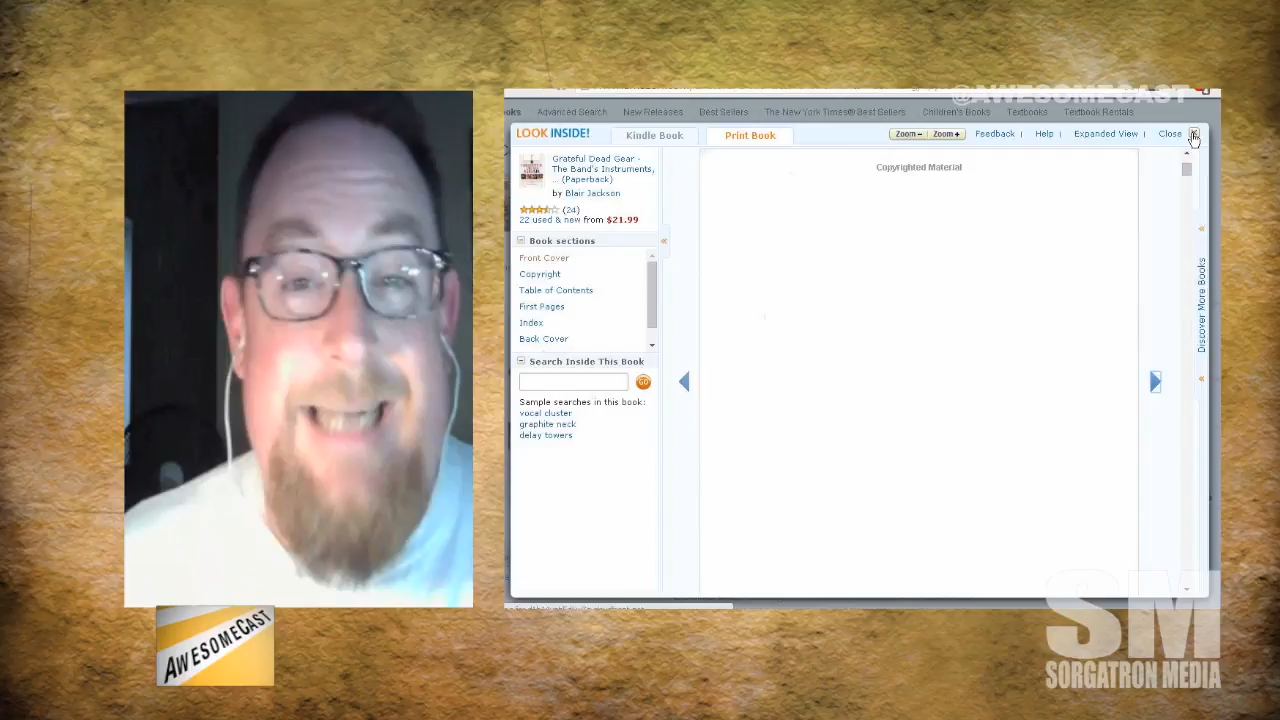 @AWESOMECAST
Advanced Search New Releases Best Sellers The New York Times® Best Sellers Children's Books Textbooks Textbook Rentals
LOOK INSIDE! Kindle Book Print Book Zoom - Zoom + Feedback Help Expanded View Close
Grateful Dead Gear -
The Band's Instruments,
... (Paperback)
by Blair Jackson
(24)
22 used & new from $21.99
Copyrighted Material
Book sections
Front Cover
Copyright
Table of Contents
First Pages
Index
Back Cover
Search Inside This Book
GO
Sample searches in this book:
vocal cluster
graphite neck
delay towers
Discover More Books
AWESOMECAST
SM
SORGATRON MEDIA